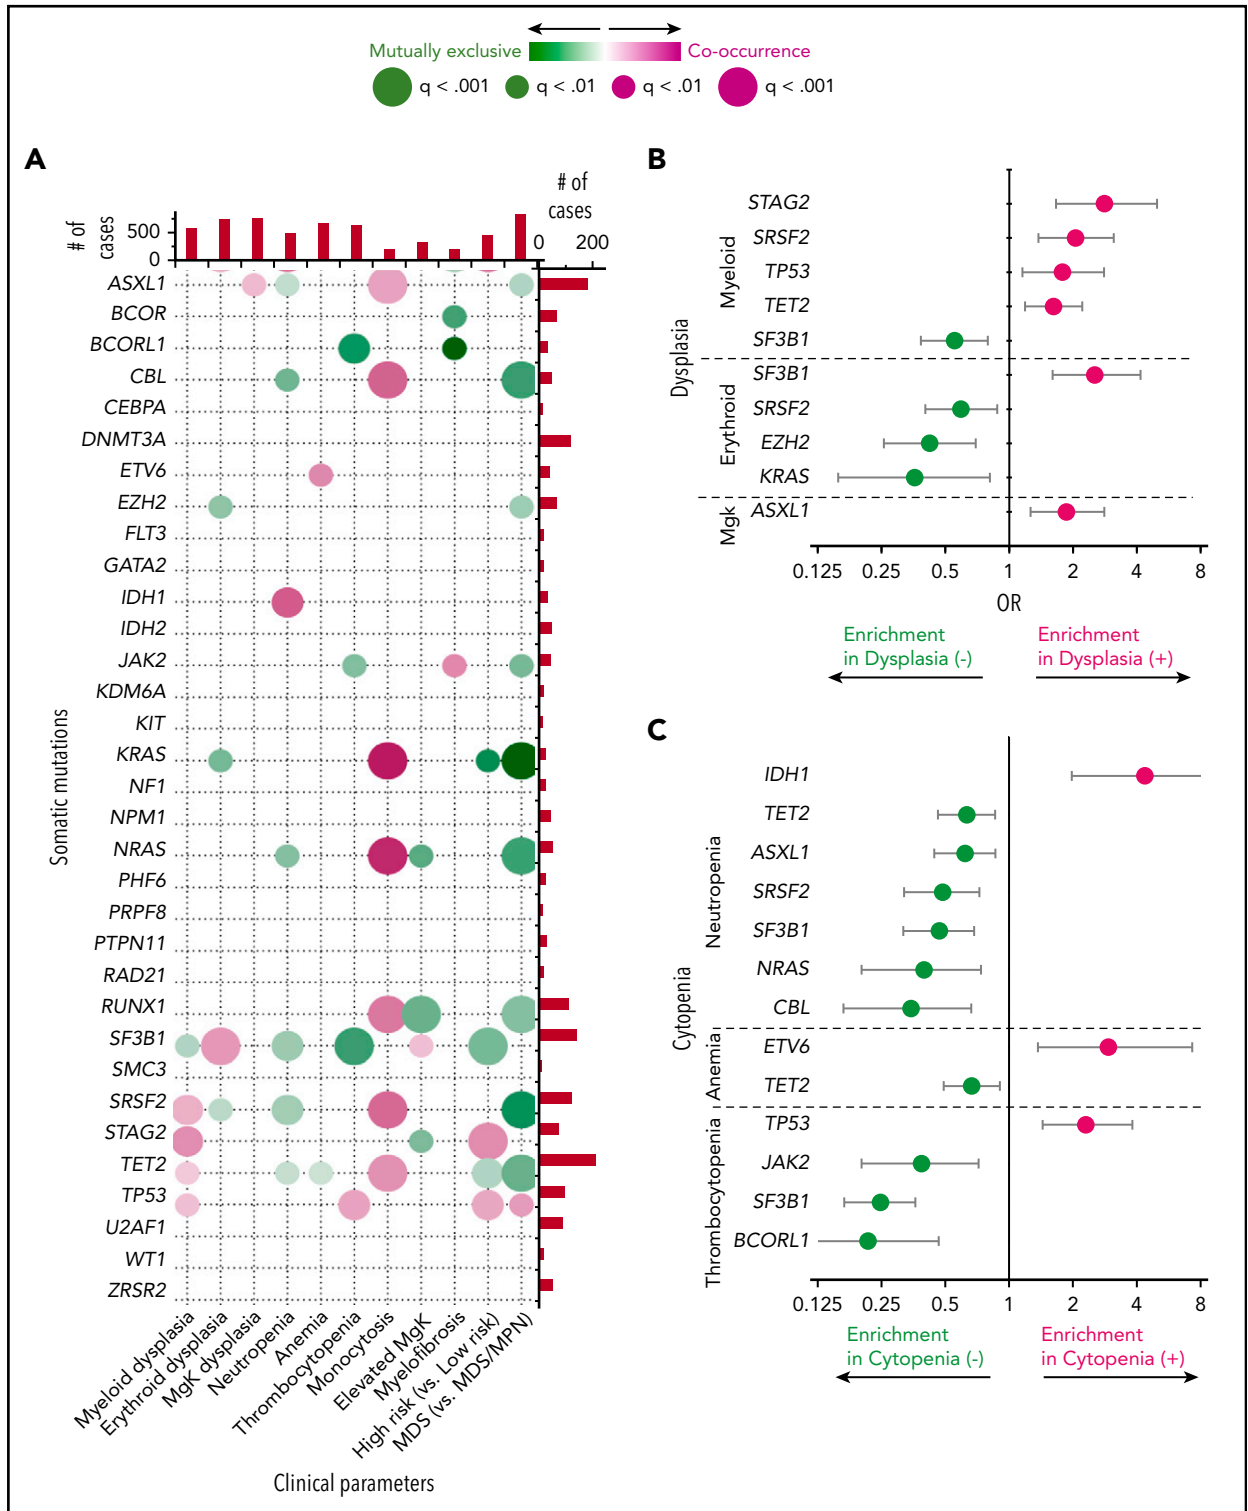 Mutually exclusive
Co-occurrence
q < .001
q < .01
q < .01
q < .001
A
# of cases
500
0
# of
cases
0
200
Somatic mutations
ASXL1
BCOR
BCORL1
CBL
CEBPA
DNMT3A
ETV6
EZH2
FLT3
GATA2
IDH1
IDH2
JAK2
KDM6A
KIT
KRAS
NF1
NPM1
NRAS
PHF6
PRPF8
PTPN11
RAD21
RUNX1
SF3B1
SMC3
SRSF2
STAG2
TET2
TP53
U2AF1
WT1
ZRSR2
Myeloid dysplasia
Erythroid dysplasia
MgK dysplasia
Neutropenia
Anemia
Thrombocytopenia
Monocytosis
Elevated MgK
Myelofibrosis
High risk (vs. Low risk)
MDS (vs. MDS/MPN)
Clinical parameters
B
Dysplasia
Myeloid
STAG2
SRSF2
TP53
TET2
SF3B1
Erythroid
SF3B1
SRSF2
EZH2
KRAS
Mgk
ASXL1
0.125
0.25
0.5
1
2
4
8
OR
Enrichment
in Dysplasia (-)
Enrichment
in Dysplasia (+)
C
Cytopenia
Neutropenia
IDH1
TET2
ASXL1
SRSF2
SF3B1
NRAS
CBL
Anemia
ETV6
TET2
Thrombocytopenia
TP53
JAK2
SF3B1
BCORL1
0.125
0.25
0.5
1
2
4
8
Enrichment
in Cytopenia (-)
Enrichment
in Cytopenia (+)